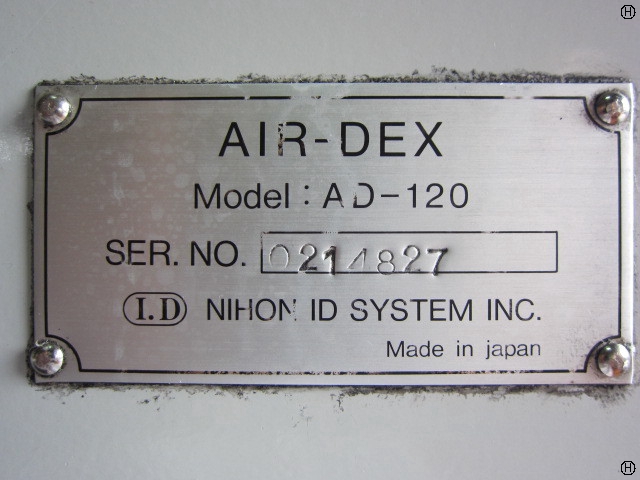 H
AIR-DEX
Model : AD-120
SER. NO. 0214827
I.D NIHON ID SYSTEM INC.
Made in japan
H